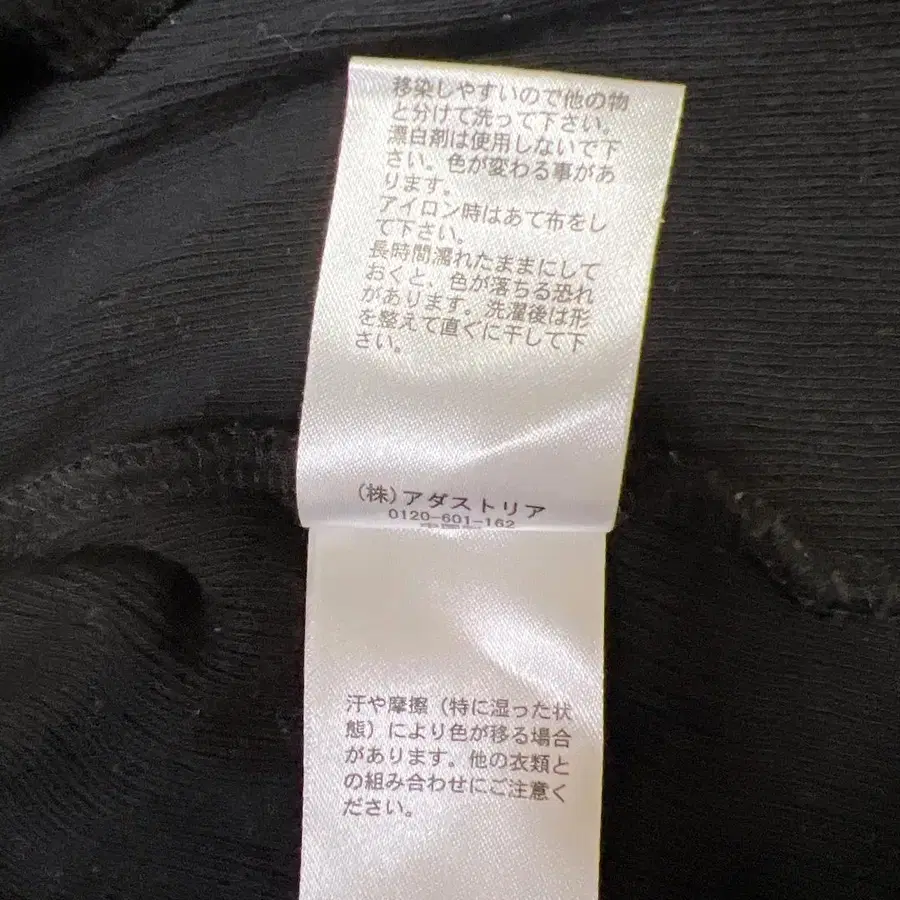 移染しやすいので他の物
と分けて洗って下さい。
漂白剤は使用しないで下
さい。色が変わる事があ
ります。
アイロン時はあて布をし
て下さい。
長時間濡れたままにして
おくと、色が落ちる恐れ
があります。洗濯後は形
を整えて直ぐに干して下
さい。
(株)アダストリア
0120-601-162
汗や摩擦（特に湿った状
態）により色が移る場合
があります。他の衣類と
の組み合わせにご注意く
ださい。